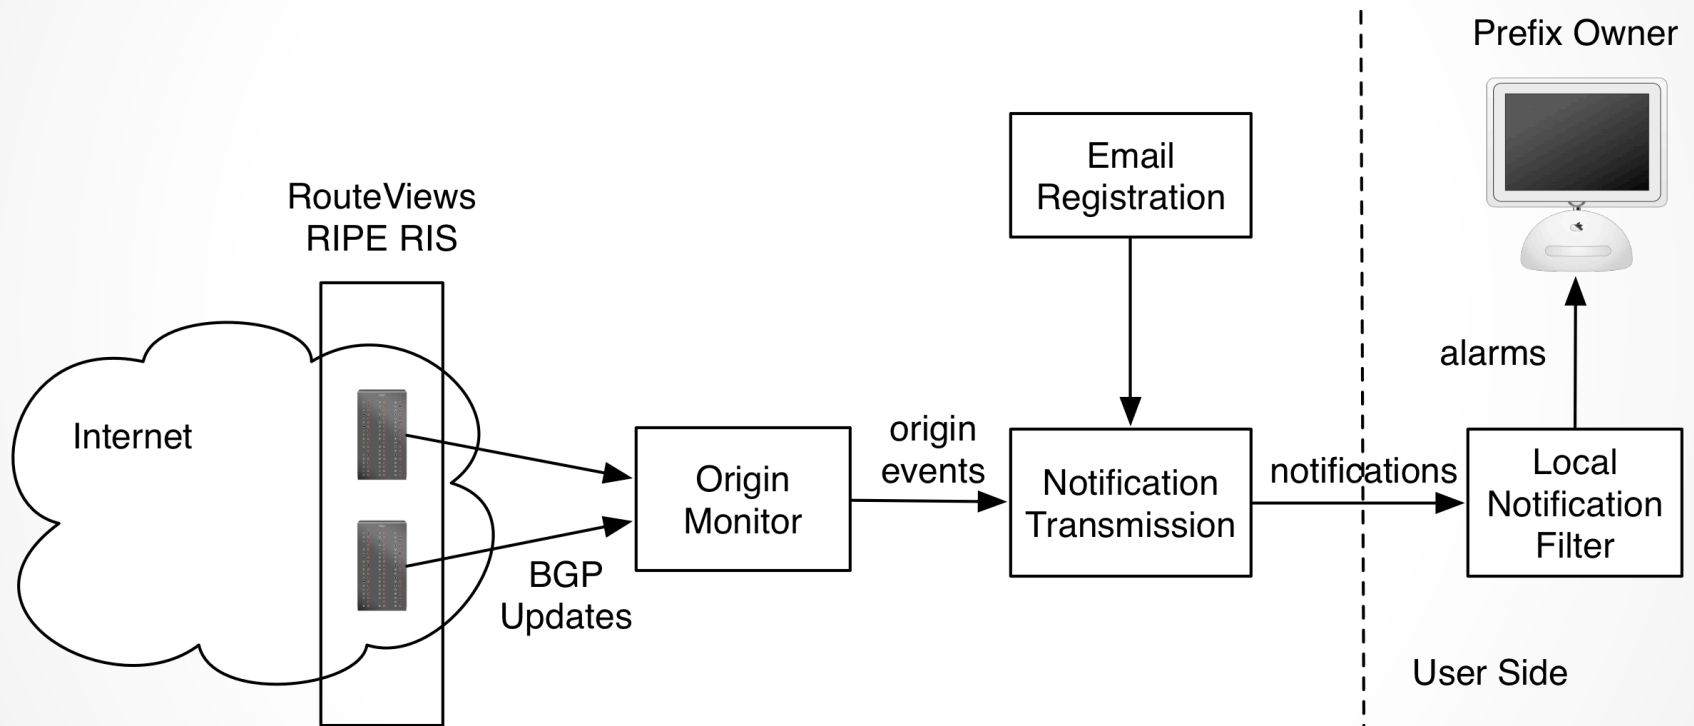 Prefix Owner
Email
Registration
RouteViews
RIPE RIS
alarms
Internet
origin
events
Origin
Monitor
Notification
Transmission
notifications
Local
Notification
Filter
BGP
Updates
User Side